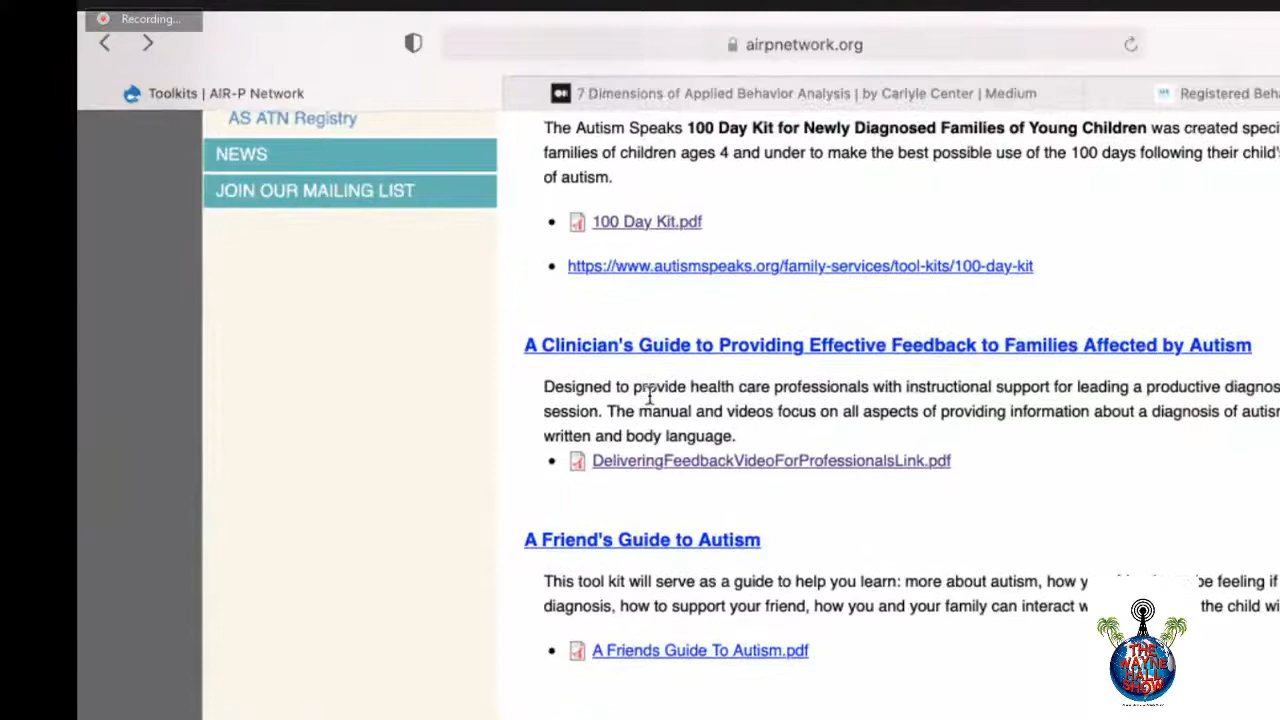 Recording...
airpnetwork.org
Toolkits | AIR-P Network
7 Dimensions of Applied Behavior Analysis | by Carlyle Center | Medium
Registered Beha
AS ATN Registry
NEWS
JOIN OUR MAILING LIST
The Autism Speaks 100 Day Kit for Newly Diagnosed Families of Young Children was created speci
families of children ages 4 and under to make the best possible use of the 100 days following their child's
of autism.
100 Day Kit.pdf
https://www.autismspeaks.org/family-services/tool-kits/100-day-kit
A Clinician's Guide to Providing Effective Feedback to Families Affected by Autism
Designed to provide health care professionals with instructional support for leading a productive diagnos
session. The manual and videos focus on all aspects of providing information about a diagnosis of autis
written and body language.
DeliveringFeedbackVideoForProfessionalsLink.pdf
A Friend's Guide to Autism
This tool kit will serve as a guide to help you learn: more about autism, how be feeling if
diagnosis, how to support your friend, how you and your family can interact the child wi
A Friends Guide To Autism.pdf
THE
WAYNE
HALL
SHOW